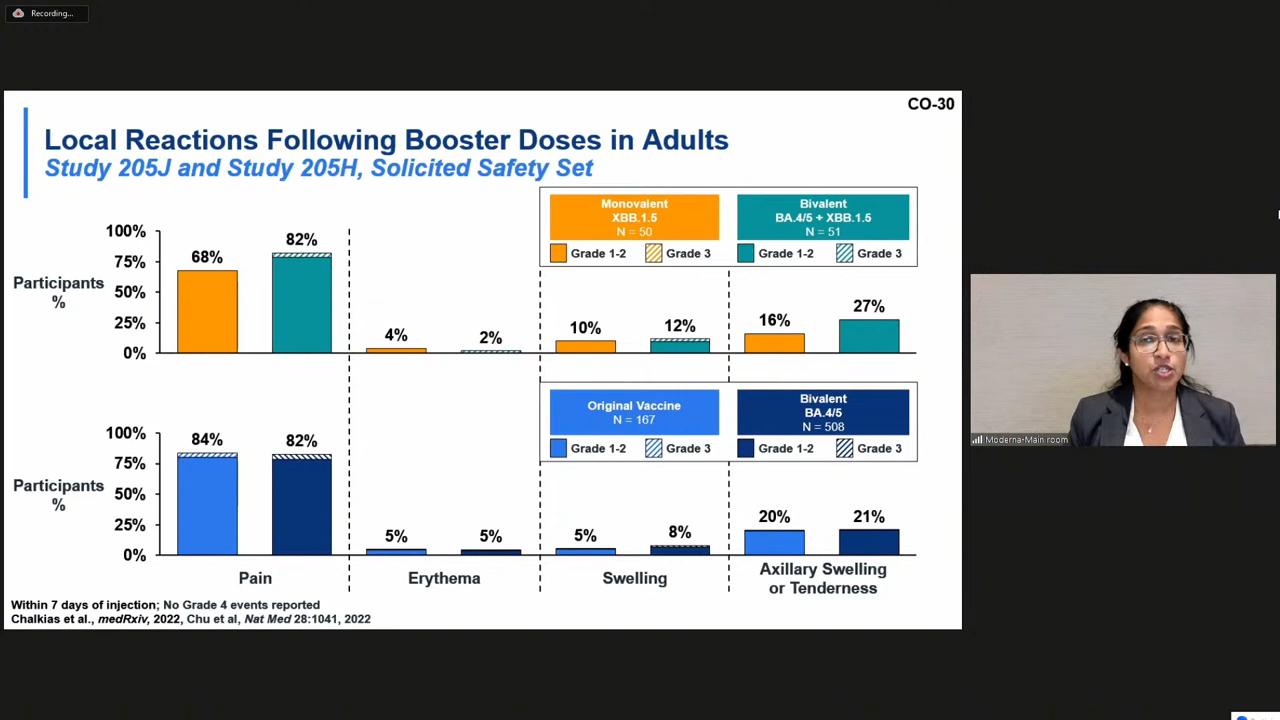 Recording...
CO-30
Local Reactions Following Booster Doses in Adults
Study 205J and Study 205H, Solicited Safety Set
Monovalent
XBB.1.5
N = 50
Grade 1-2 Grade 3
Bivalent
BA.4/5 + XBB.1.5
N = 51
Grade 1-2 Grade 3
Participants
%
100%
75%
50%
25%
0%
68% 82%
4% 2%
10% 12%
16% 27%
Original Vaccine
N = 167
Grade 1-2 Grade 3
Bivalent
BA.4/5
N = 508
Grade 1-2 Grade 3
Participants
%
100%
75%
50%
25%
0%
84% 82%
5% 5%
5% 8%
20% 21%
Pain
Erythema
Swelling
Axillary Swelling
or Tenderness
Within 7 days of injection; No Grade 4 events reported
Chalkias et al., medRxiv, 2022, Chu et al, Nat Med 28:1041, 2022
Moderna-Main room